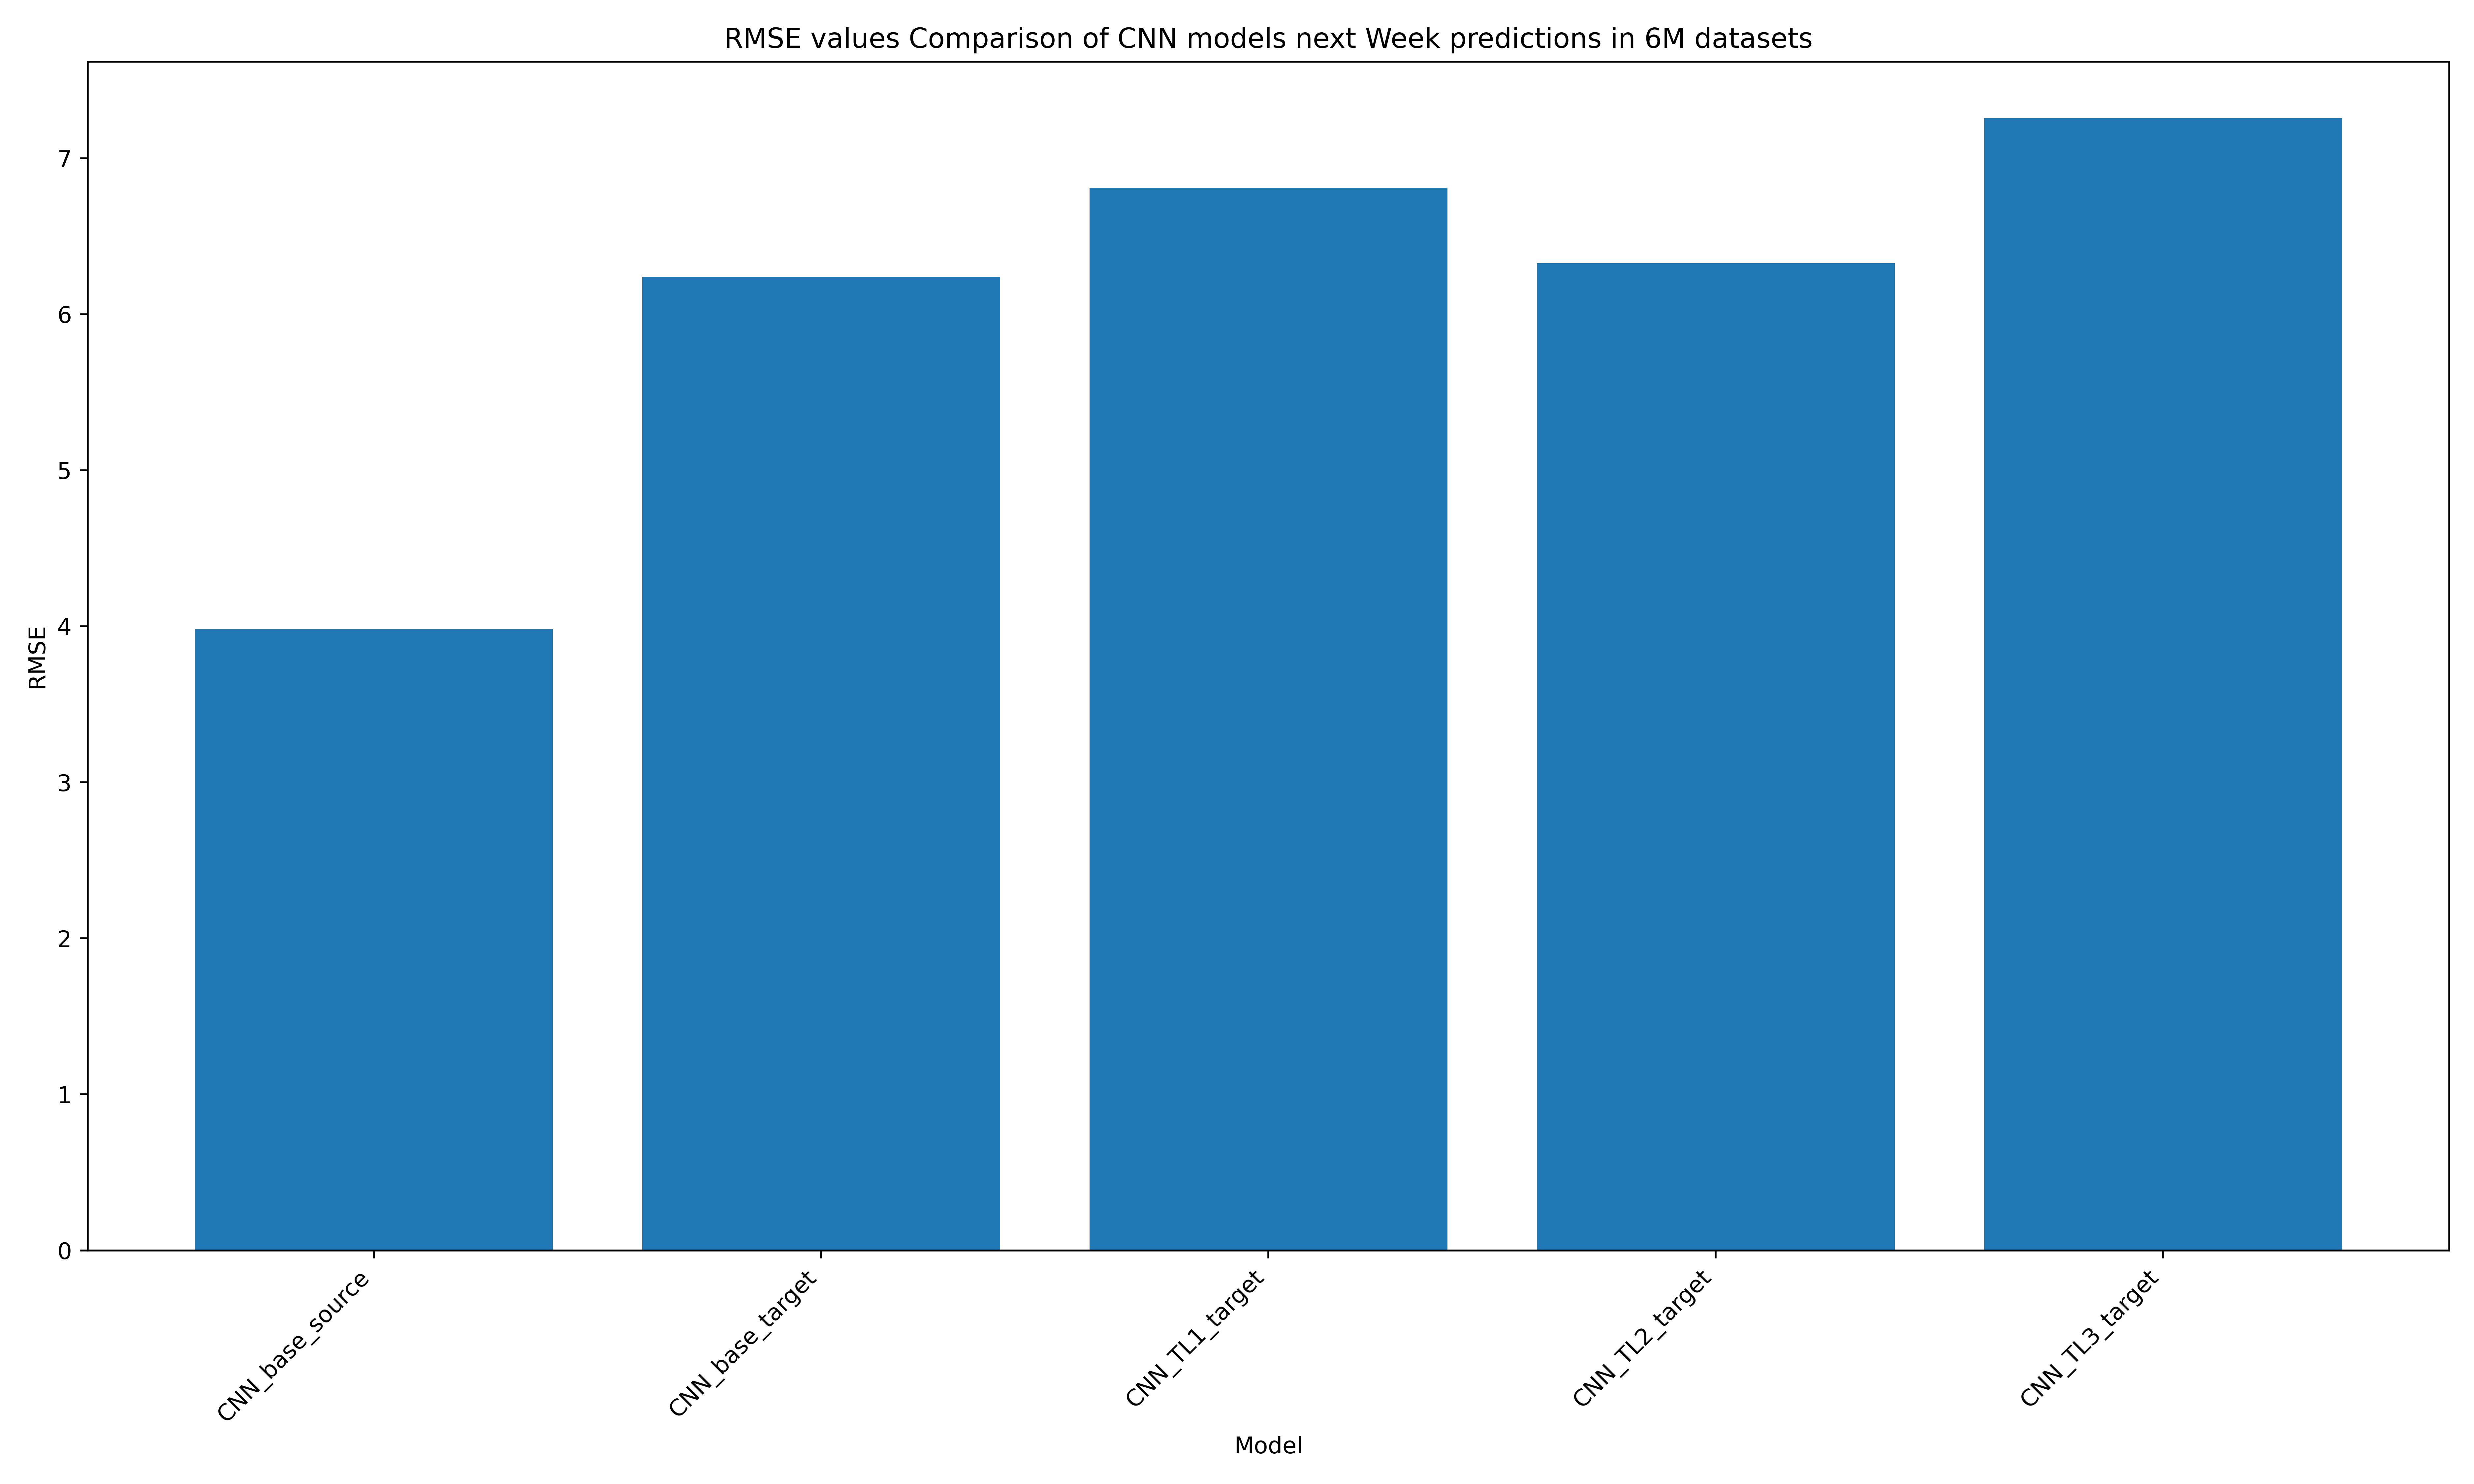 RMSE values Comparison of CNN models next Week predictions in 6M datasets
RMSE
7
6
5
4
3
2
1
0
CNN_base_source
CNN_base_target
CNN_TL1_target
CNN_TL2_target
CNN_TL3_target
Model